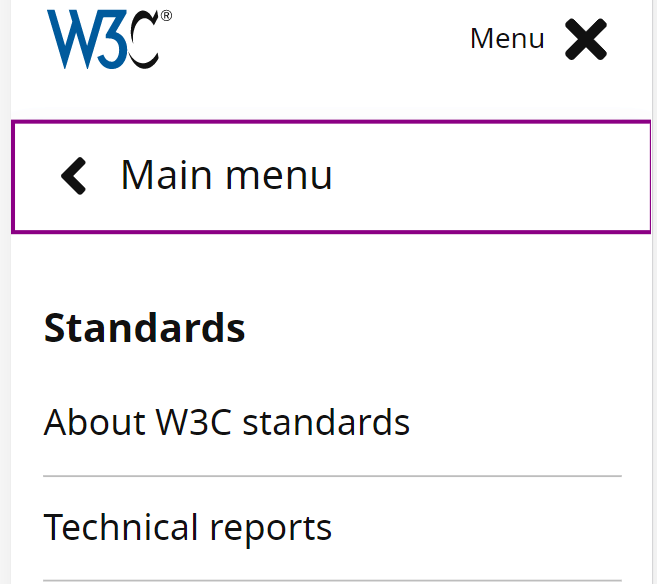 W3C®
Menu
Main menu
Standards
About W3C standards
Technical reports